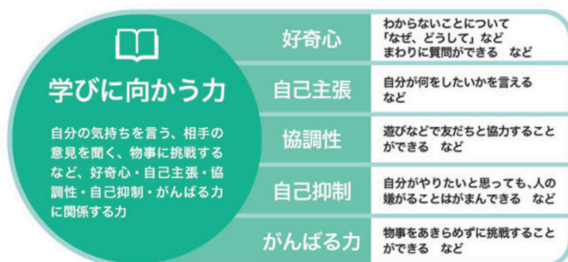 学びに向かう力
自分の気持ちを言う、相手の
意見を聞く、物事に挑戦する
など、好奇心・自己主張・協
調性・自己抑制・がんばる力
に関係する力
好奇心
わからないことについて
「なぜ、どうして」など
まわりに質問ができる など
自己主張
自分が何をしたいかを言える
など
協調性
遊びなどで友だちと協力すること
ができる など
自己抑制
自分がやりたいと思っても、人の
嫌がることはがまんできる など
がんばる力
物事をあきらめずに挑戦すること
ができる など